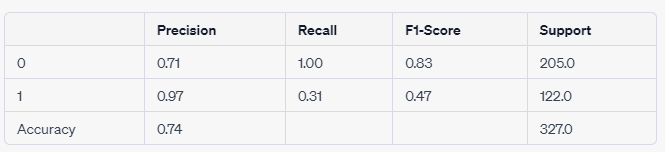 Precision Recall F1-Score Support
0 0.71 1.00 0.83 205.0
1 0.97 0.31 0.47 122.0
Accuracy 0.74 327.0